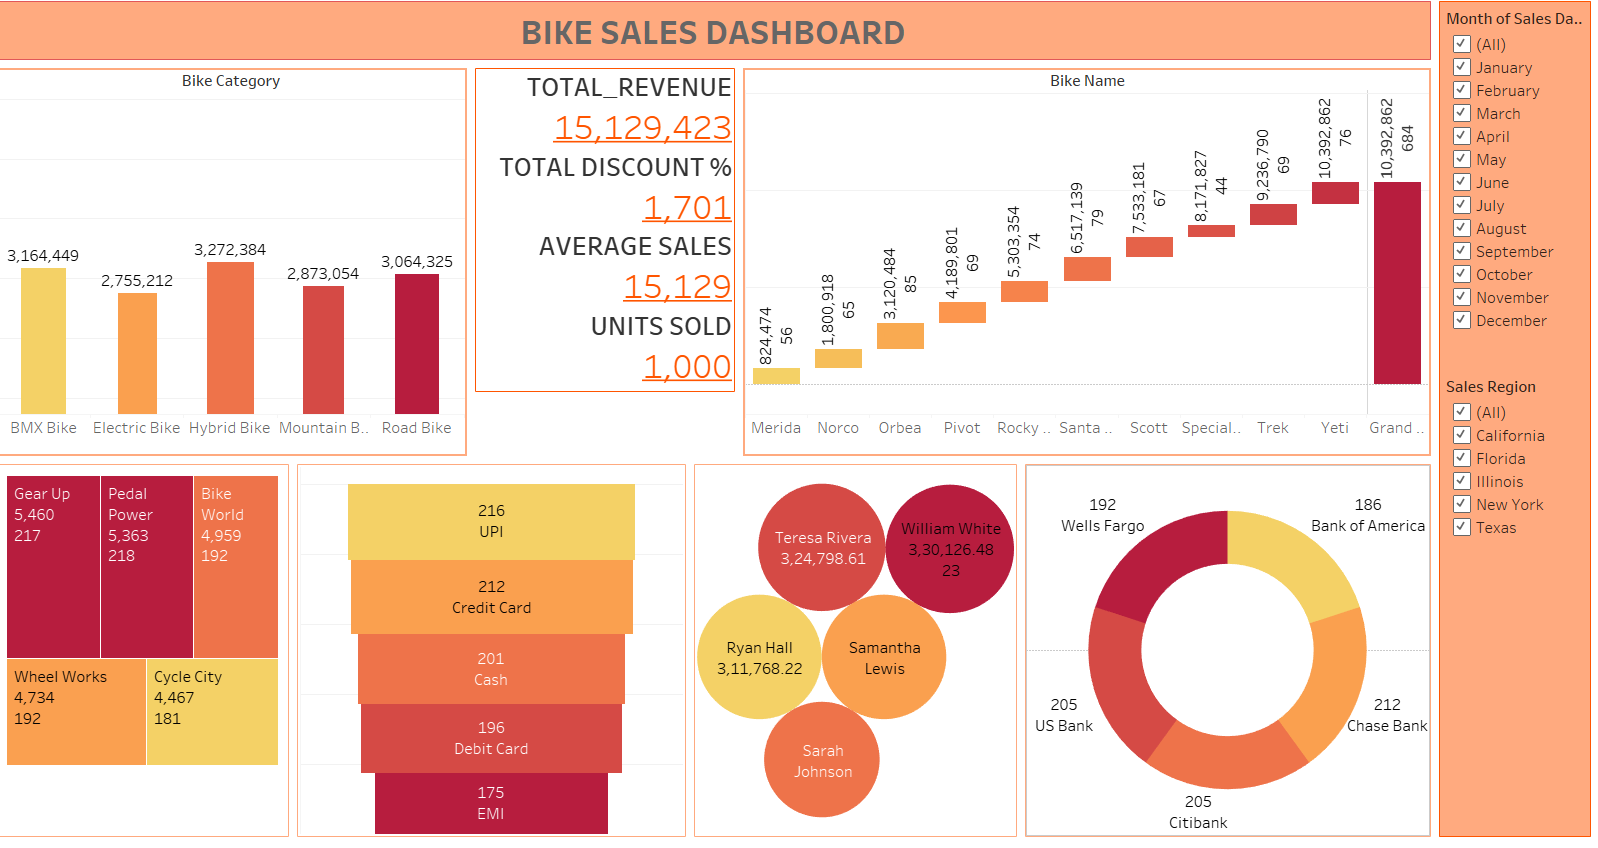 BIKE SALES DASHBOARD
Bike Category
3,164,449
2,755,212
3,272,384
2,873,054
3,064,325
BMX Bike
Electric Bike
Hybrid Bike
Mountain B..
Road Bike
TOTAL_REVENUE
15,129,423
TOTAL DISCOUNT %
1,701
AVERAGE SALES
15,129
UNITS SOLD
1,000
Bike Name
824,474
56
1,800,918
65
3,120,484
85
4,189,801
69
5,303,354
74
6,517,139
79
7,533,181
67
8,171,827
44
9,236,790
69
10,392,862
76
10,392,862
684
Merida
Norco
Orbea
Pivot
Rocky ..
Santa ..
Scott
Special..
Trek
Yeti
Grand ..
Gear Up
5,460
217
Pedal
Power
5,363
218
Bike
World
4,959
192
Wheel Works
4,734
192
Cycle City
4,467
181
216
UPI
212
Credit Card
201
Cash
196
Debit Card
175
EMI
Teresa Rivera
3,24,798.61
William White
3,30,126.48
23
Ryan Hall
3,11,768.22
Samantha
Lewis
Sarah
Johnson
192
Wells Fargo
186
Bank of America
205
US Bank
212
Chase Bank
205
Citibank
Month of Sales Da..
(All)
January
February
March
April
May
June
July
August
September
October
November
December
Sales Region
(All)
California
Florida
Illinois
New York
Texas